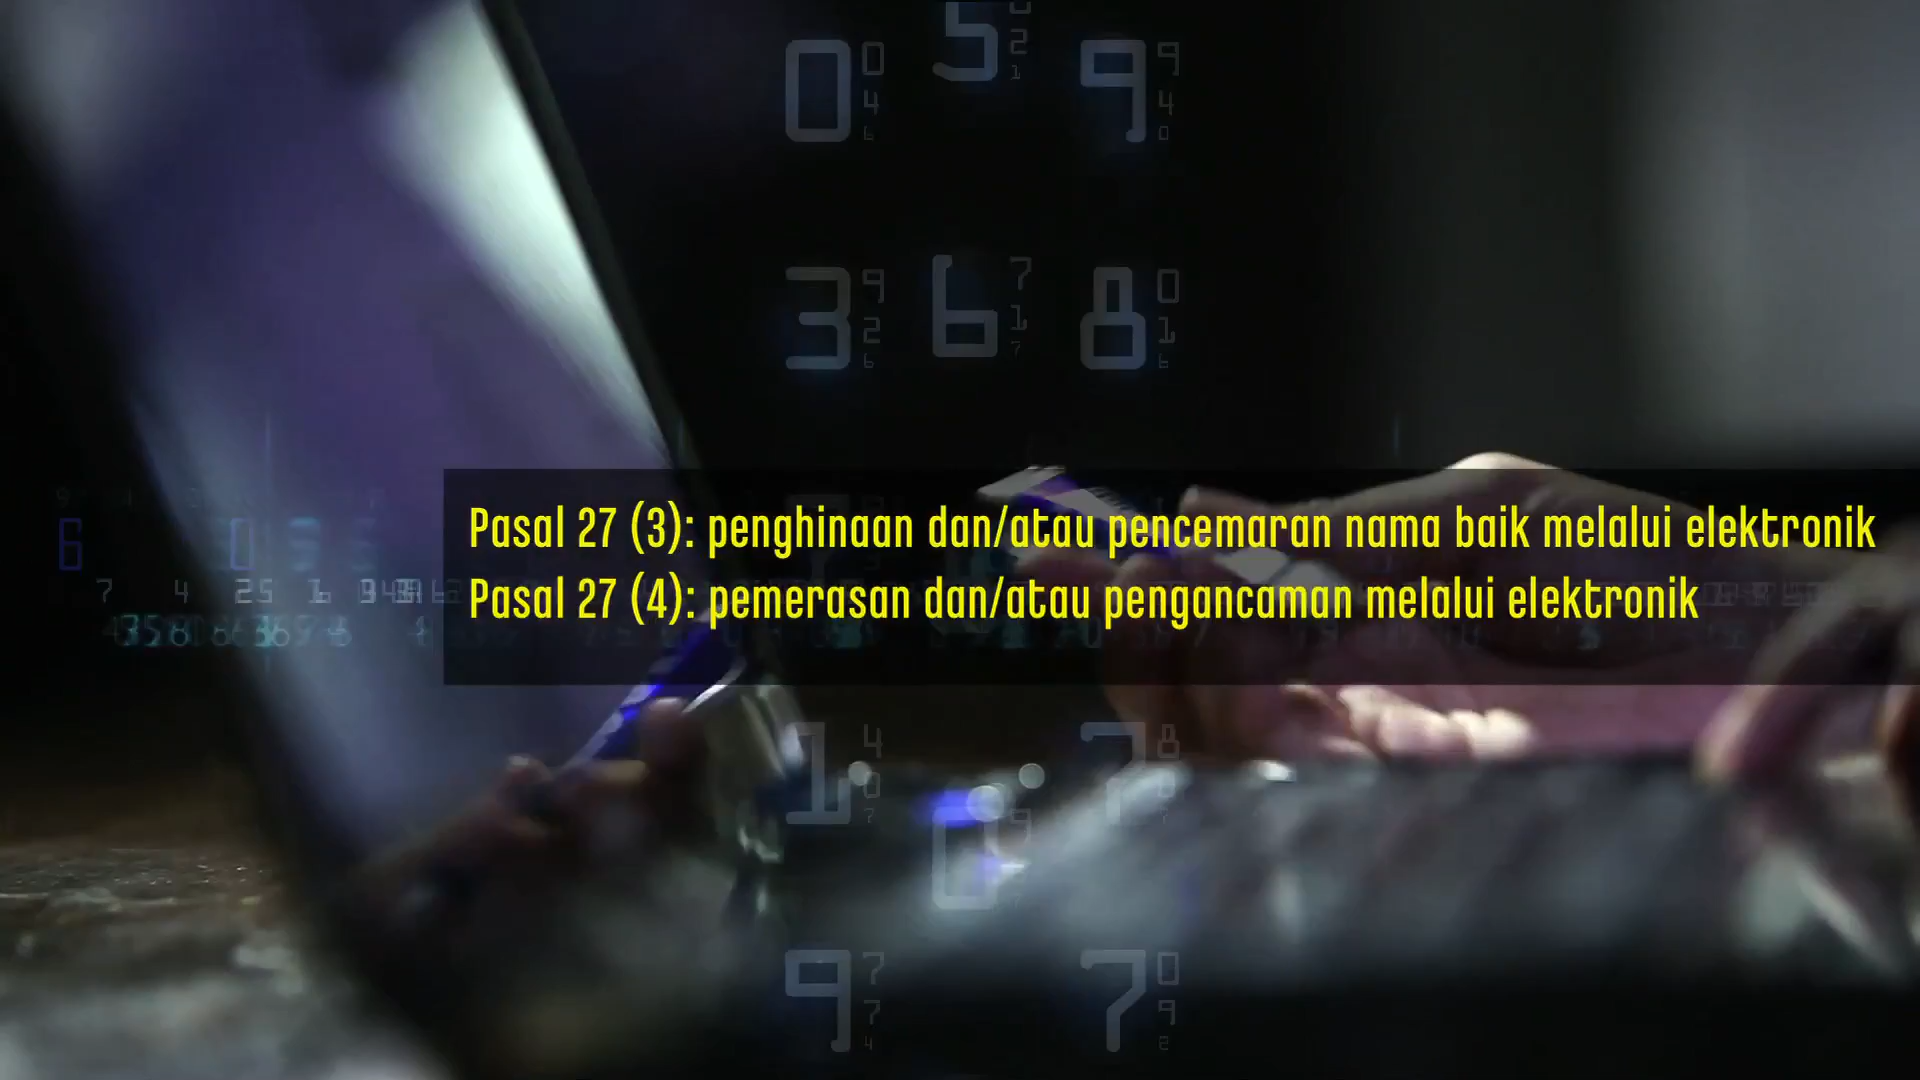 Pasal 27 (3): penghinaan dan/atau pencemaran nama baik melalui elektronik
Pasal 27 (4): pemerasan dan/atau pengancaman melalui elektronik